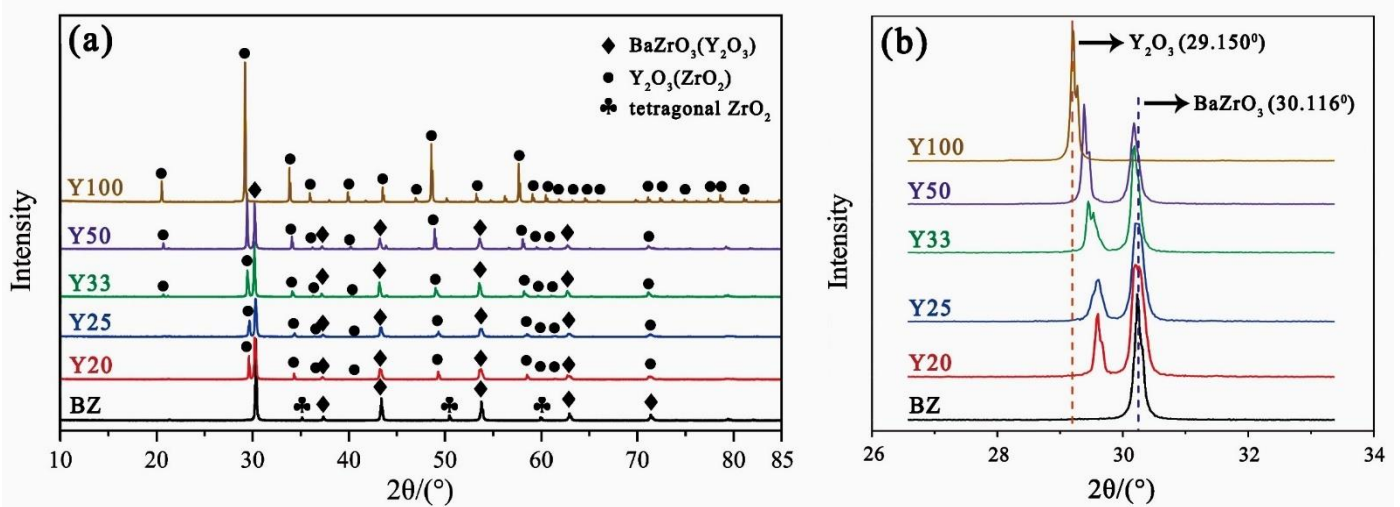 (a)
◆ BaZrO₃(Y₂O₃)
● Y₂O₃(ZrO₂)
♣ tetragonal ZrO₂
Y100
Y50
Y33
Y25
Y20
BZ
Intensity
10 20 30 40 50 60 70 85
2θ/(°)
(b)
Y₂O₃ (29.150⁰)
BaZrO₃ (30.116⁰)
Y100
Y50
Y33
Y25
Y20
BZ
Intensity
26 28 30 32 34
2θ/(°)